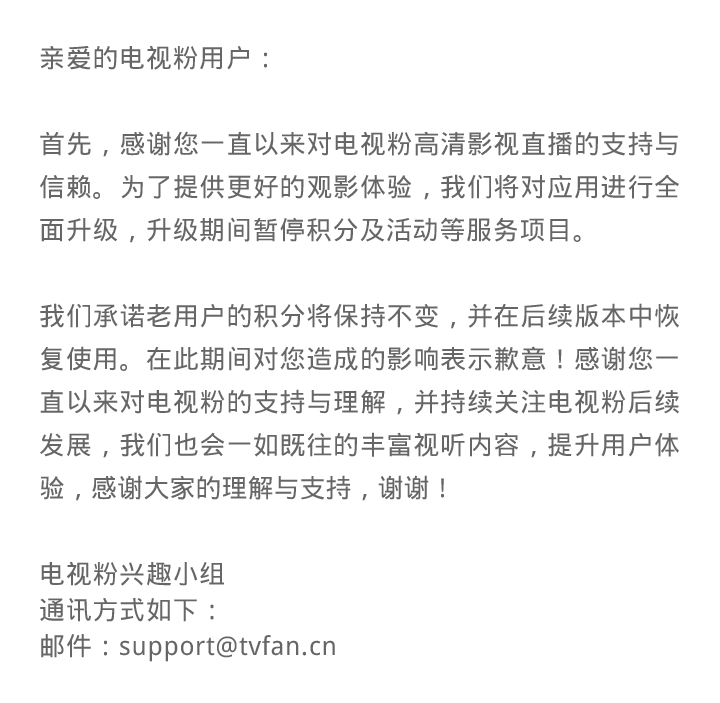 亲爱的电视粉用户：
首先，感谢您一直以来对电视粉高清影视直播的支持与
信赖。为了提供更好的观影体验，我们将对应用进行全
面升级，升级期间暂停积分及活动等服务项目。
我们承诺老用户的积分将保持不变，并在后续版本中恢
复使用。在此期间对您造成的影响表示歉意！感谢您一
直以来对电视粉的支持与理解，并持续关注电视粉后续
发展，我们也会一如既往的丰富视听内容，提升用户体
验，感谢大家的理解与支持，谢谢！
电视粉兴趣小组
通讯方式如下：
邮件：support@tvfan.cn